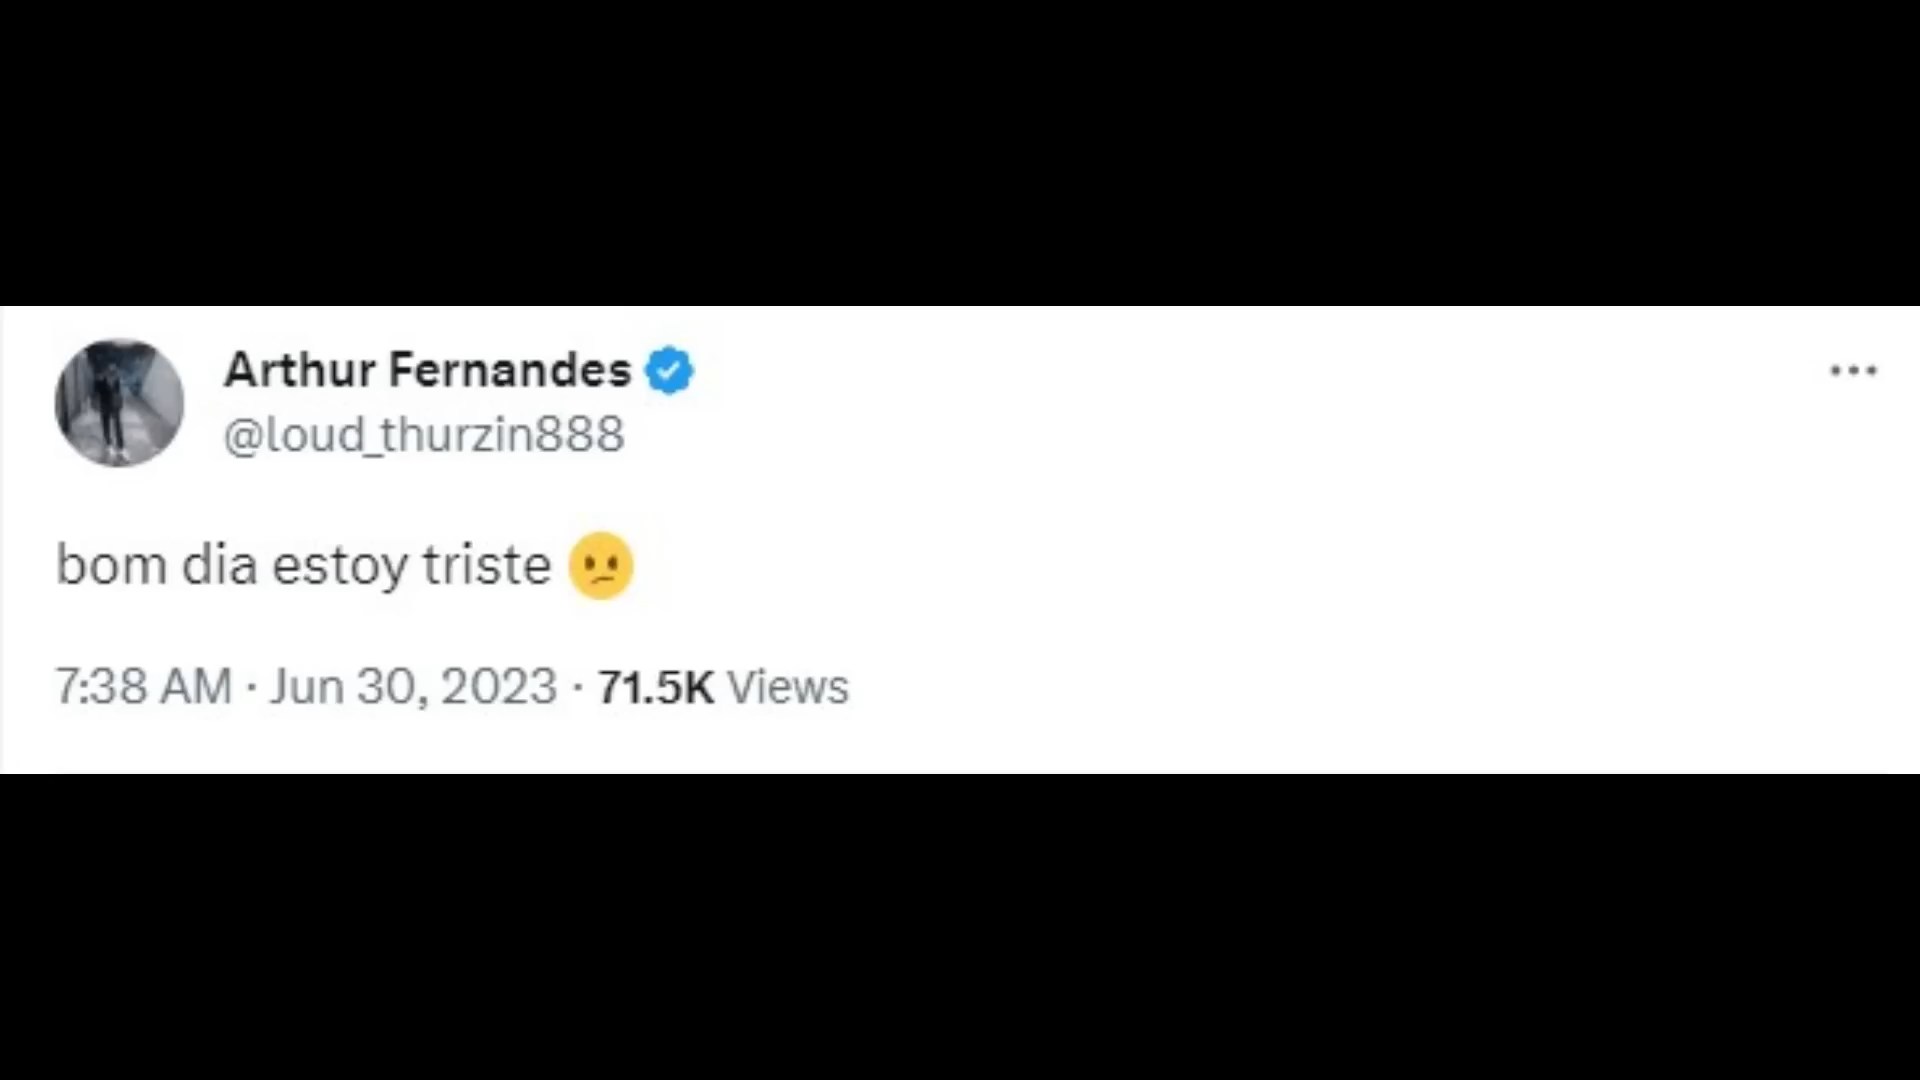 Arthur Fernandes
@loud_thurzin888
bom dia estoy triste 😕
7:38 AM · Jun 30, 2023 · 71.5K Views